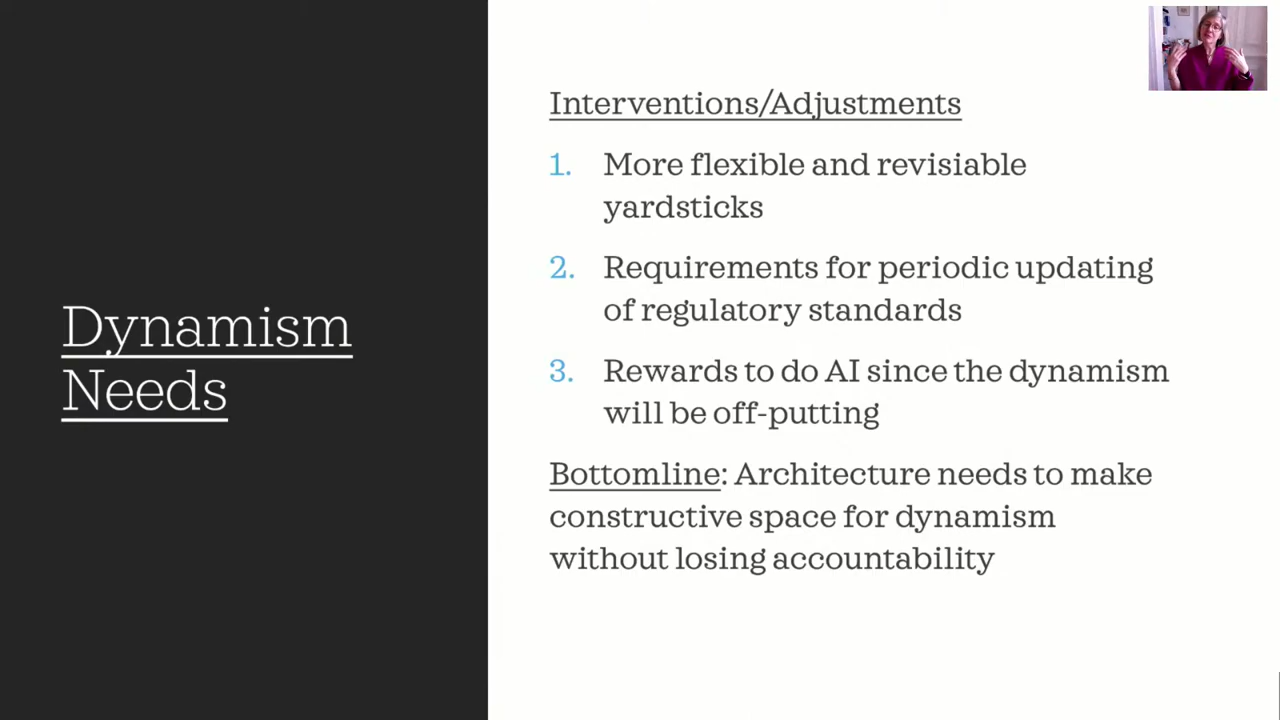 Dynamism
Needs
Interventions/Adjustments
1. More flexible and revisiable
yardsticks
2. Requirements for periodic updating
of regulatory standards
3. Rewards to do AI since the dynamism
will be off-putting
Bottomline: Architecture needs to make
constructive space for dynamism
without losing accountability